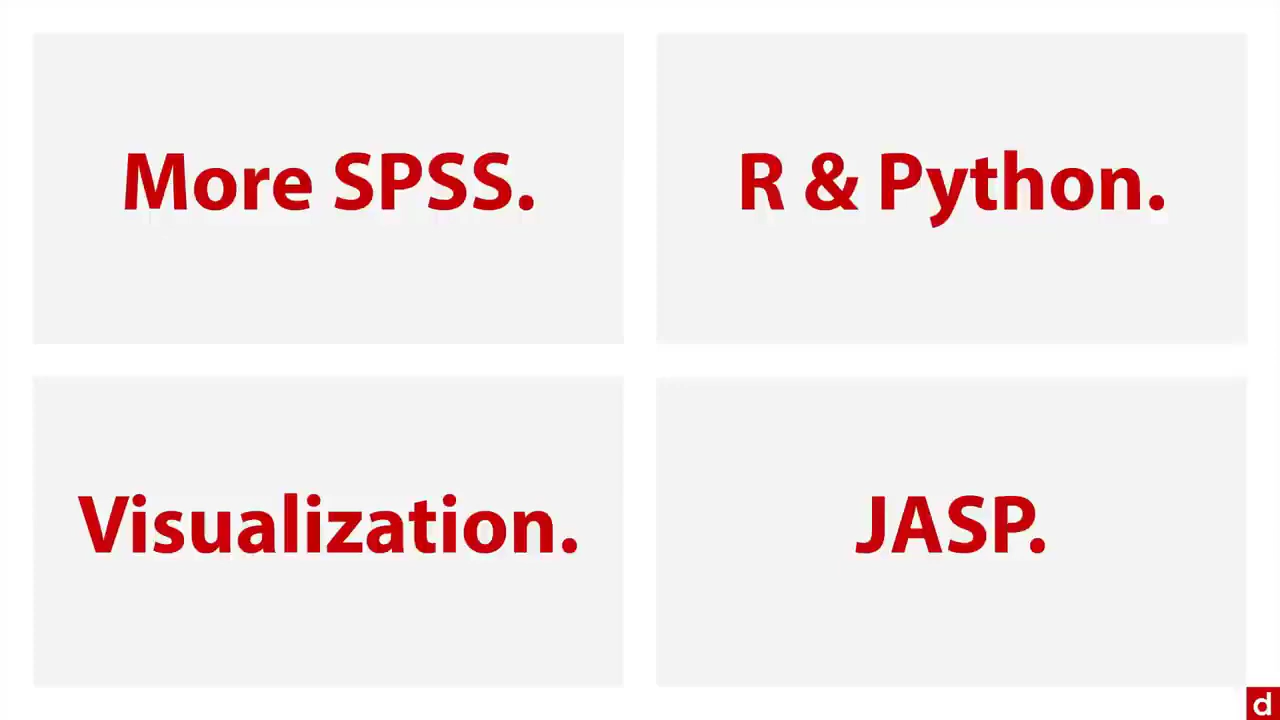 More SPSS.
R & Python.
Visualization.
JASP.
d